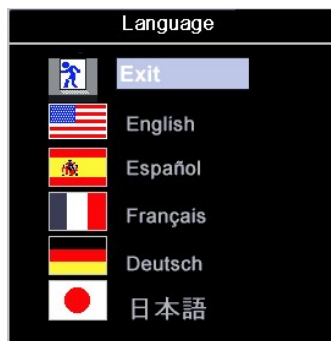 Language
Exit
English
Español
Français
Deutsch
日本語